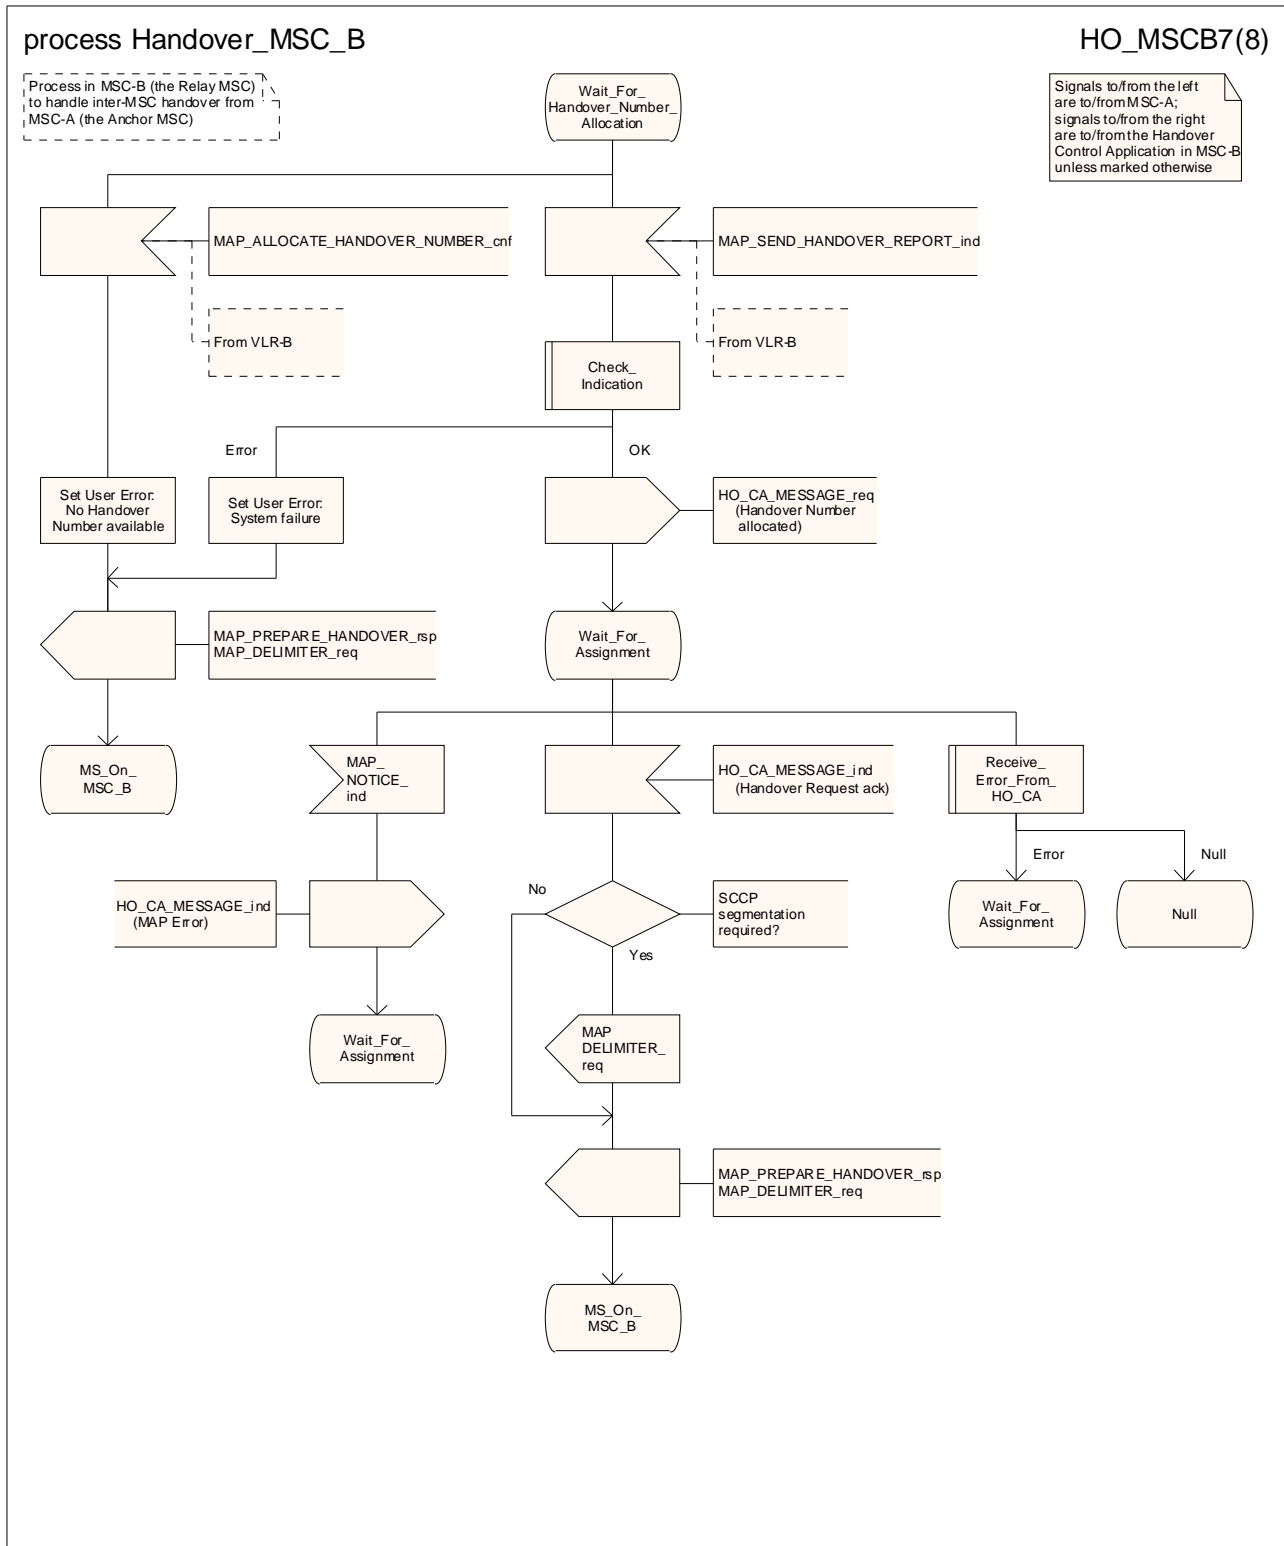 process Handover_MSC_B
HO_MSCB7(8)
Process in MSC-B (the Relay MSC)
to handle inter-MSC handover from
MSC-A (the Anchor MSC)
Wait_For_
Handover_Number_
Allocation
Signals to/from the left
are to/from MSC-A;
signals to/from the right
are to/from the Handover
Control Application in MSC-B
unless marked otherwise
MAP_ALLOCATE_HANDOVER_NUMBER_cnf
MAP_SEND_HANDOVER_REPORT_ind
From VLR-B
From VLR-B
Check_
Indication
Error
OK
Set User Error:
No Handover
Number available
Set User Error:
System failure
HO_CA_MESSAGE_req
(Handover Number
allocated)
MAP_PREPARE_HANDOVER_rsp
MAP_DELIMITER_req
Wait_For_
Assignment
MS_On_
MSC_B
MAP_
NOTICE_
ind
HO_CA_MESSAGE_ind
(Handover Request ack)
Receive_
Error_From_
HO_CA
Error
Null
HO_CA_MESSAGE_ind
(MAP Error)
No
Yes
SCCP
segmentation
required?
Wait_For_
Assignment
Null
Wait_For_
Assignment
MAP
DELIMITER_
req
MAP_PREPARE_HANDOVER_rsp
MAP_DELIMITER_req
MS_On_
MSC_B